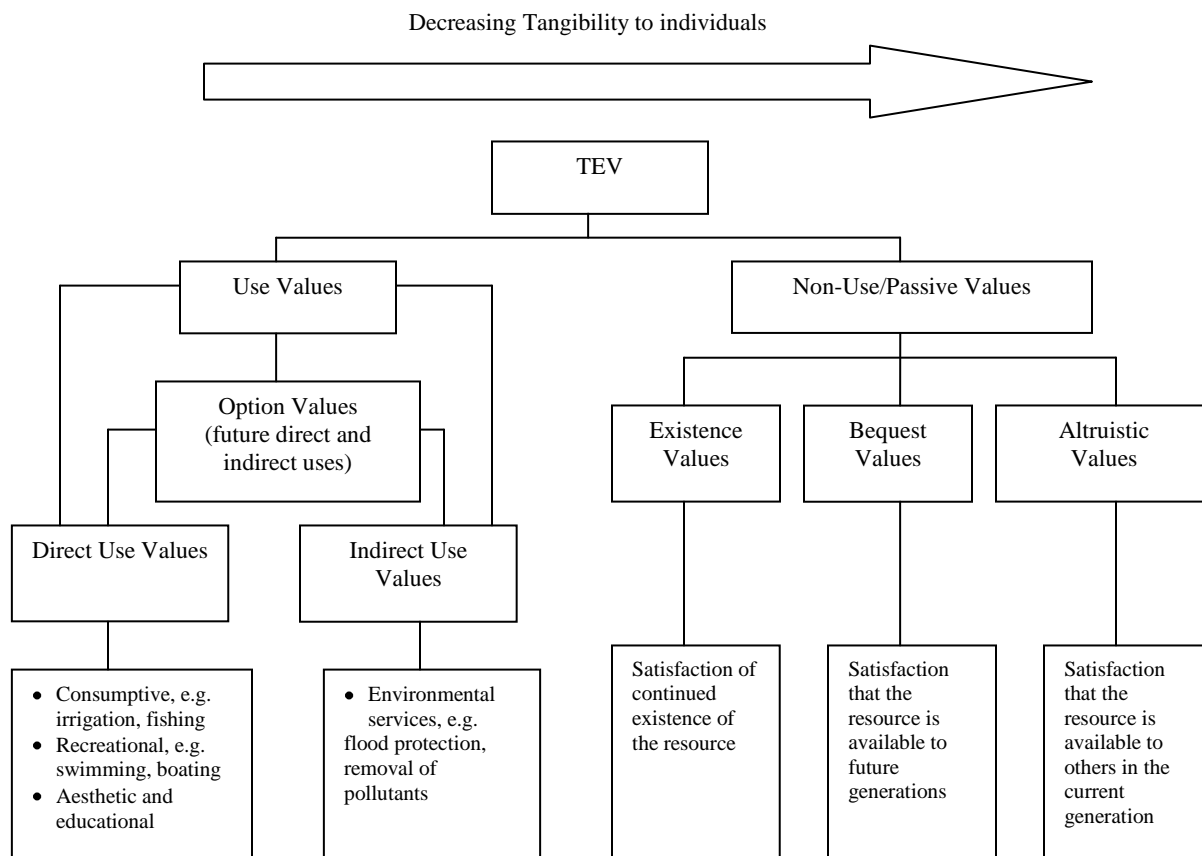 Decreasing Tangibility to individuals
TEV
Use Values
Non-Use/Passive Values
Option Values
(future direct and
indirect uses)
Existence
Values
Bequest
Values
Altruistic
Values
Direct Use Values
Indirect Use
Values
• Consumptive, e.g.
irrigation, fishing
• Recreational, e.g.
swimming, boating
• Aesthetic and
educational
• Environmental
services, e.g.
flood protection,
removal of
pollutants
Satisfaction of
continued
existence of
the resource
Satisfaction
that the
resource is
available to
future
generations
Satisfaction
that the
resource is
available to
others in the
current
generation